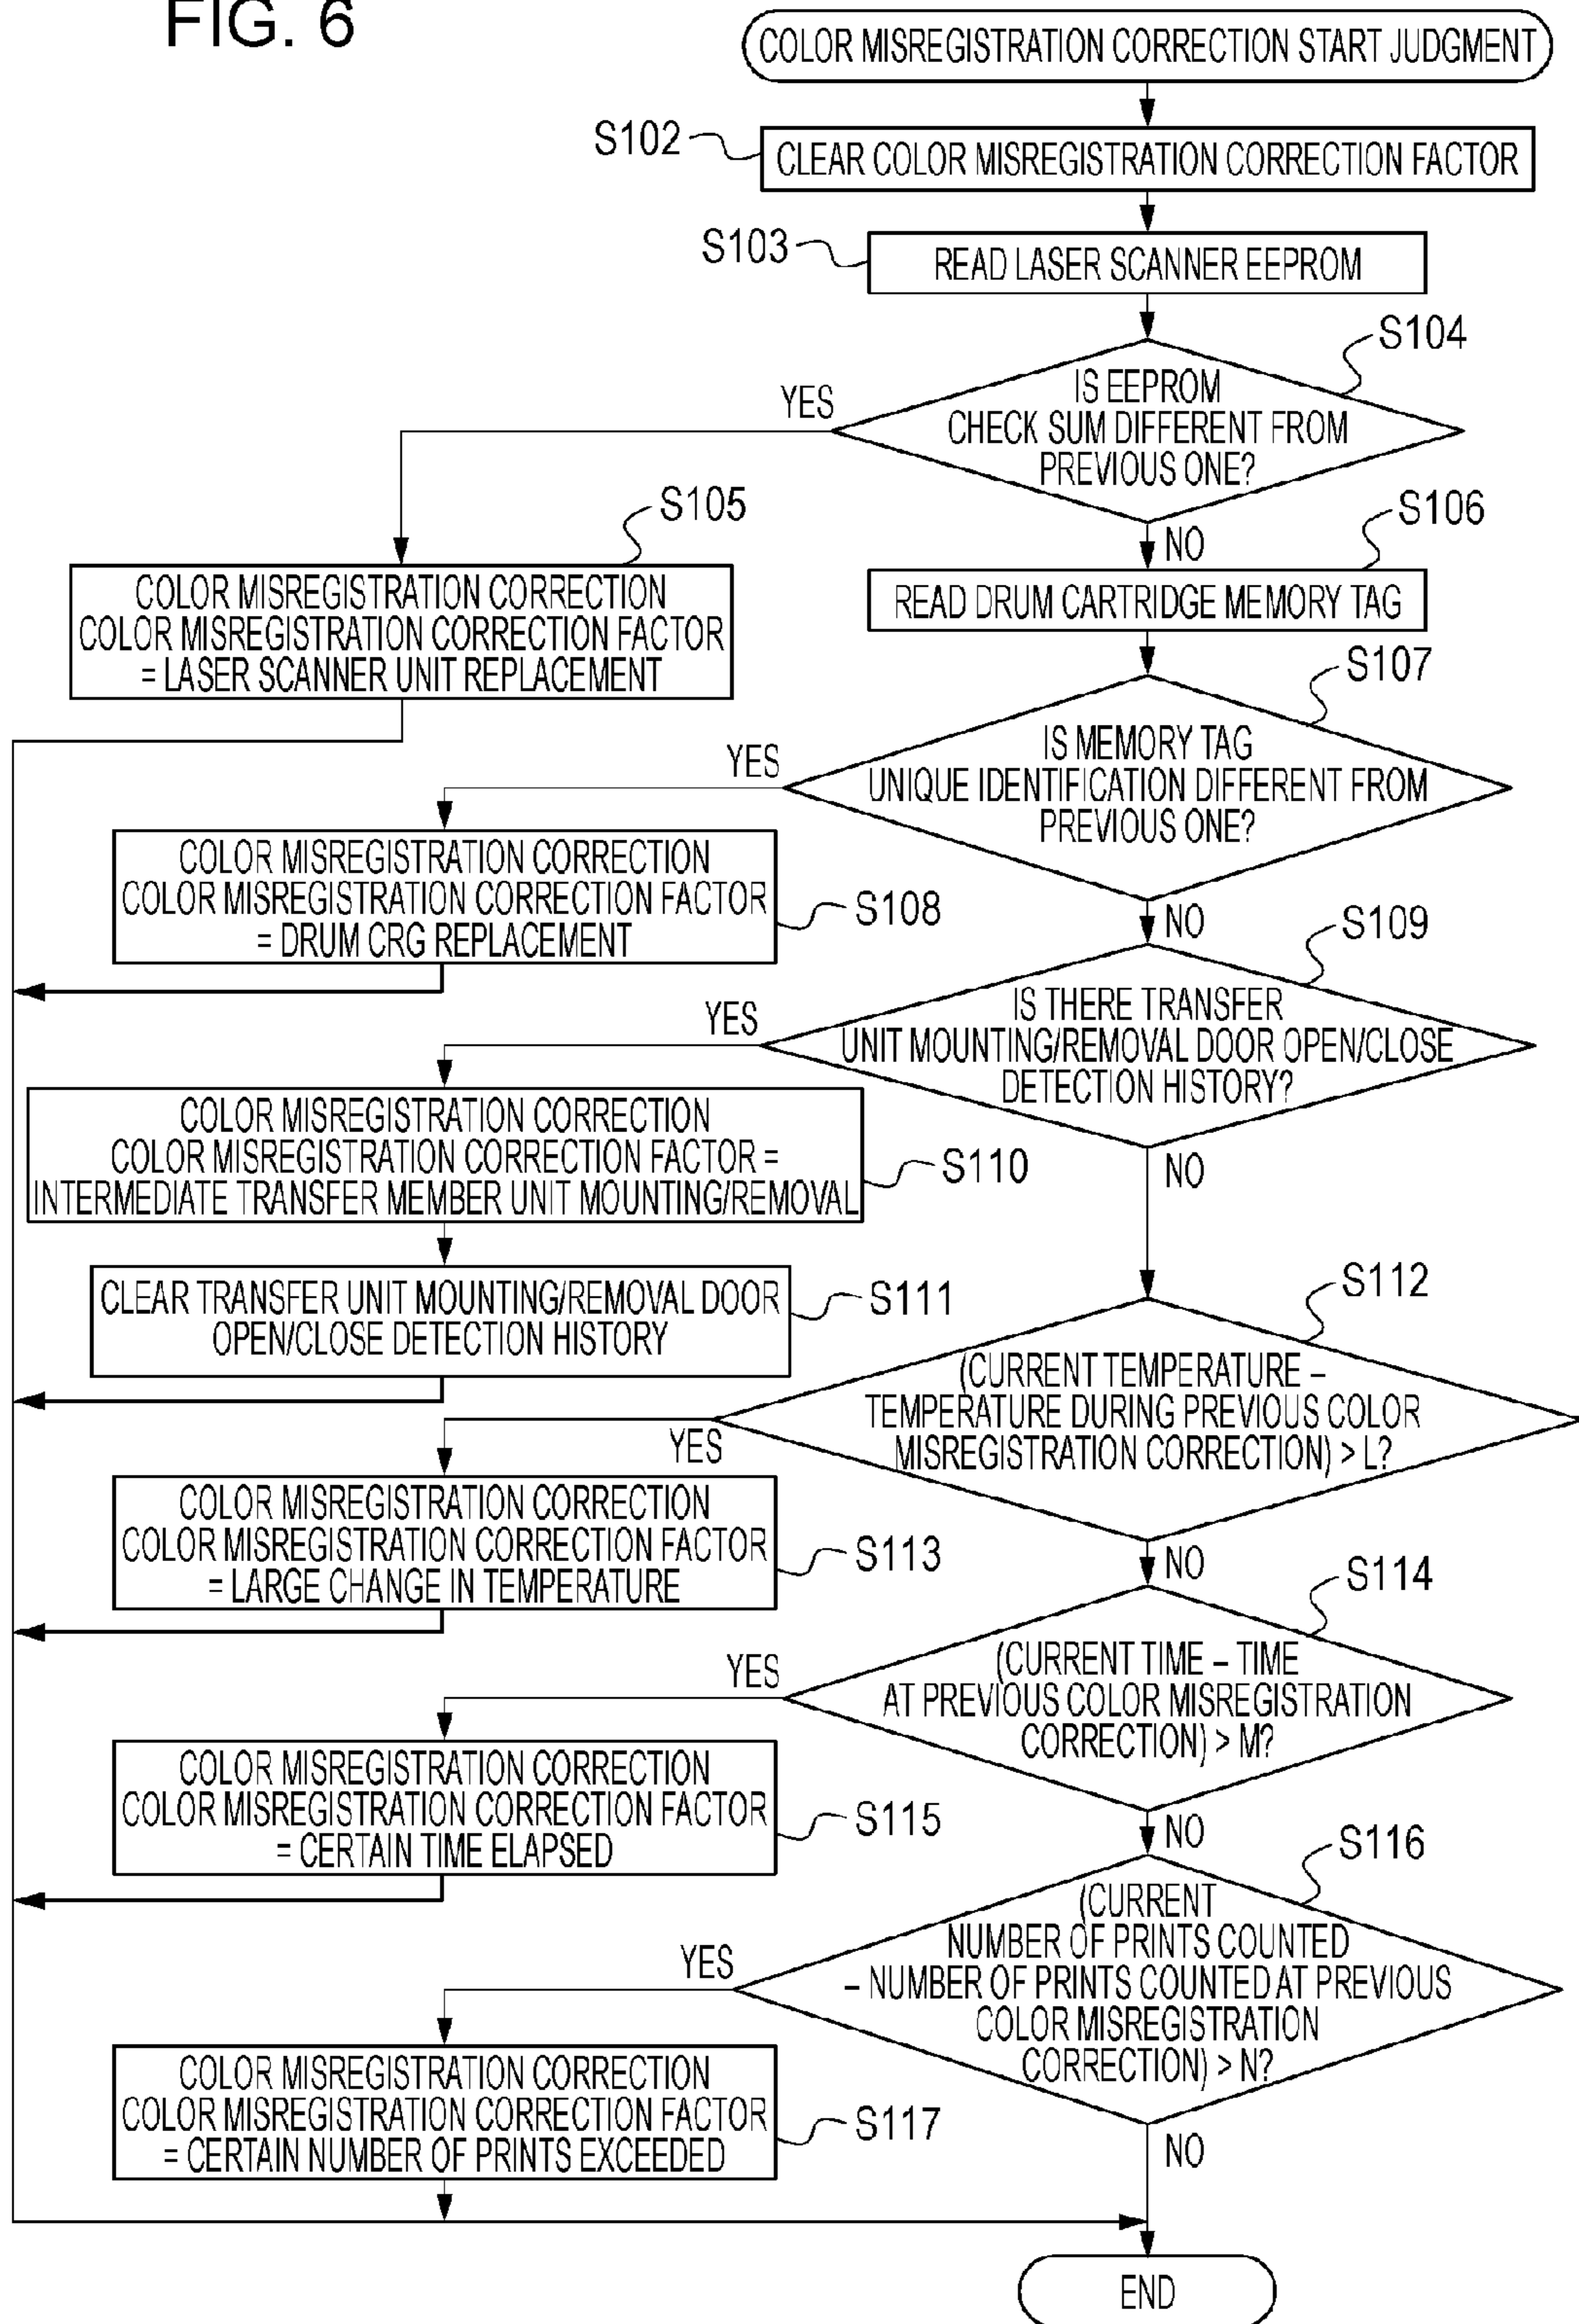 FIG. 6
COLOR MISREGISTRATION CORRECTION START JUDGMENT
S102
CLEAR COLOR MISREGISTRATION CORRECTION FACTOR
S103
READ LASER SCANNER EEPROM
S104
IS EEPROM
CHECK SUM DIFFERENT FROM
PREVIOUS ONE?
YES
NO
S105
COLOR MISREGISTRATION CORRECTION
COLOR MISREGISTRATION CORRECTION FACTOR
= LASER SCANNER UNIT REPLACEMENT
S106
READ DRUM CARTRIDGE MEMORY TAG
S107
IS MEMORY TAG
UNIQUE IDENTIFICATION DIFFERENT FROM
PREVIOUS ONE?
YES
NO
COLOR MISREGISTRATION CORRECTION
COLOR MISREGISTRATION CORRECTION FACTOR
= DRUM CRG REPLACEMENT
S108
S109
IS THERE TRANSFER
UNIT MOUNTING/REMOVAL DOOR OPEN/CLOSE
DETECTION HISTORY?
YES
NO
COLOR MISREGISTRATION CORRECTION
COLOR MISREGISTRATION CORRECTION FACTOR =
INTERMEDIATE TRANSFER MEMBER UNIT MOUNTING/REMOVAL
S110
CLEAR TRANSFER UNIT MOUNTING/REMOVAL DOOR
OPEN/CLOSE DETECTION HISTORY
S111
S112
(CURRENT TEMPERATURE –
TEMPERATURE DURING PREVIOUS COLOR
MISREGISTRATION CORRECTION) > L?
YES
NO
COLOR MISREGISTRATION CORRECTION
COLOR MISREGISTRATION CORRECTION FACTOR
= LARGE CHANGE IN TEMPERATURE
S113
S114
(CURRENT TIME – TIME
AT PREVIOUS COLOR MISREGISTRATION
CORRECTION) > M?
YES
NO
COLOR MISREGISTRATION CORRECTION
COLOR MISREGISTRATION CORRECTION FACTOR
= CERTAIN TIME ELAPSED
S115
S116
(CURRENT
NUMBER OF PRINTS COUNTED
– NUMBER OF PRINTS COUNTED AT PREVIOUS
COLOR MISREGISTRATION
CORRECTION) > N?
YES
NO
COLOR MISREGISTRATION CORRECTION
COLOR MISREGISTRATION CORRECTION FACTOR
= CERTAIN NUMBER OF PRINTS EXCEEDED
S117
END